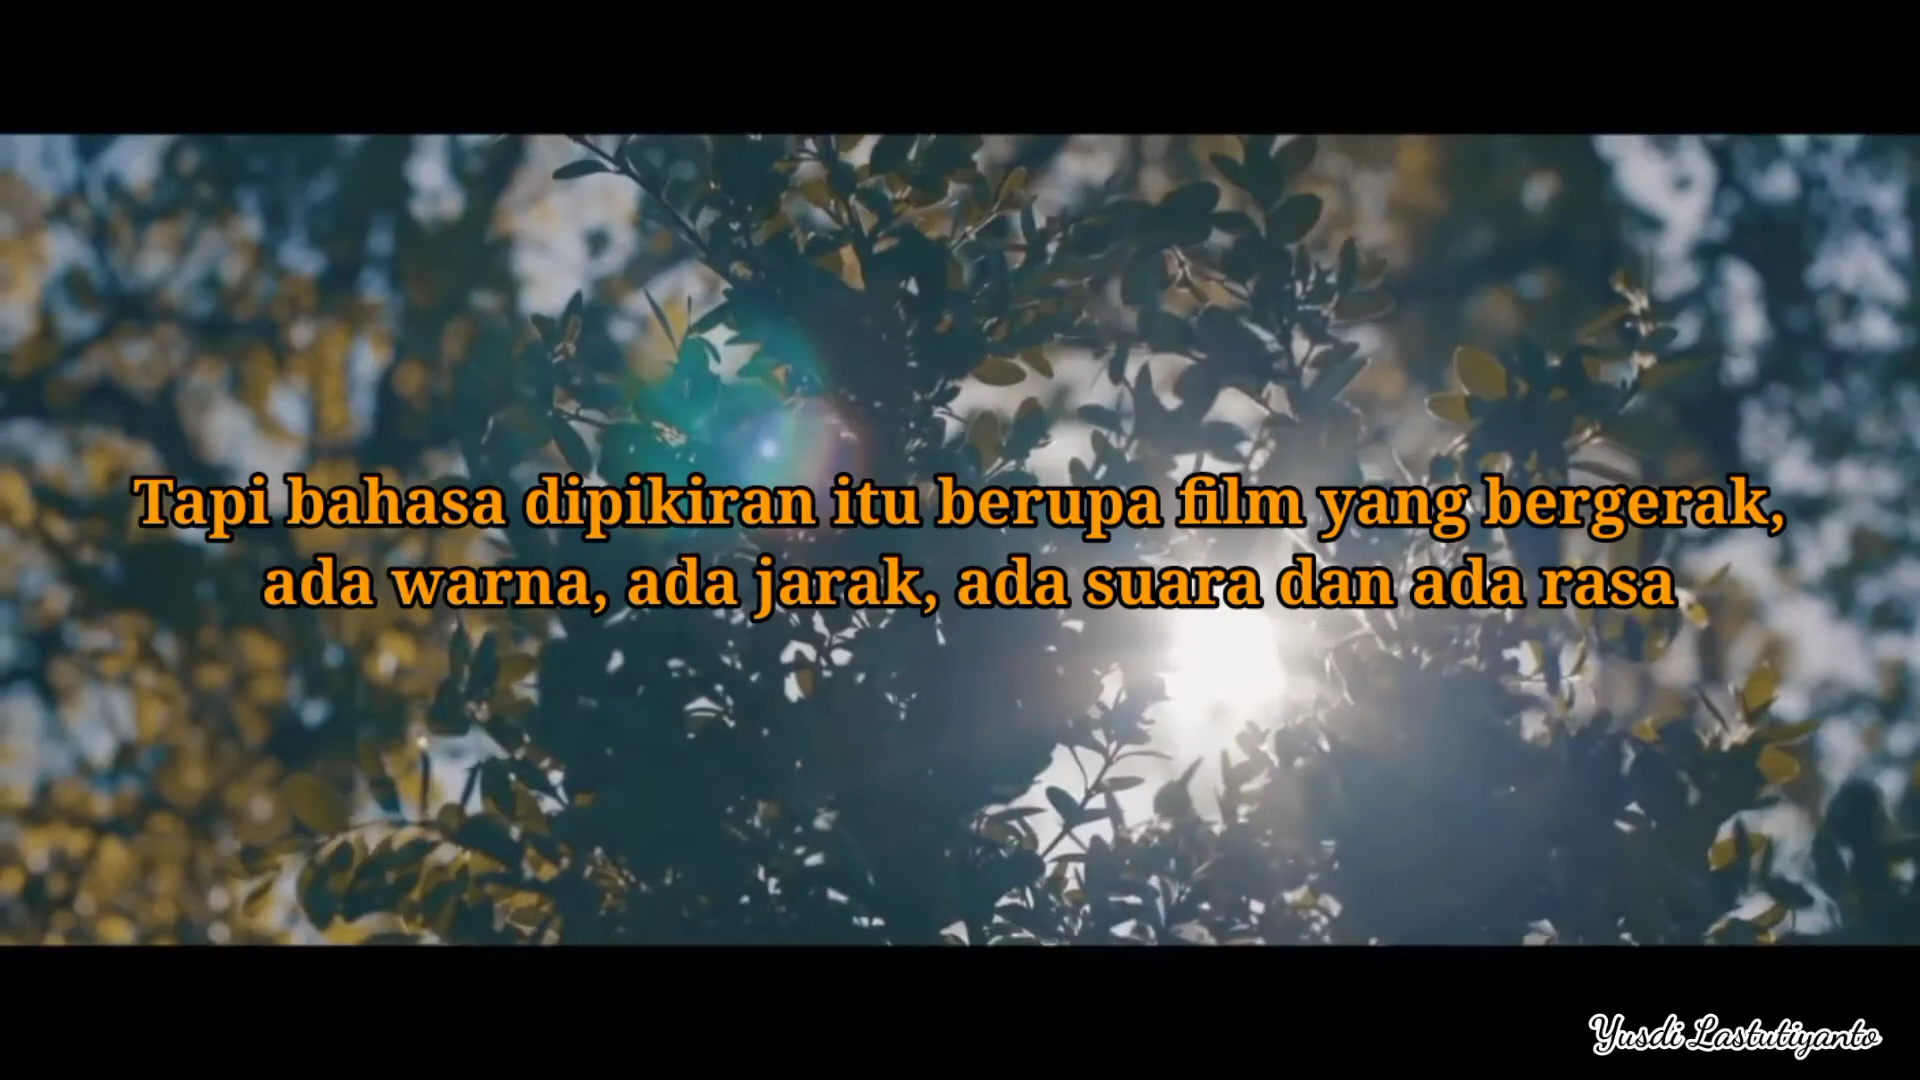 Tapi bahasa dipikiran itu berupa film yang bergerak,
ada warna, ada jarak, ada suara dan ada rasa
Yusdi Lastutiyanto